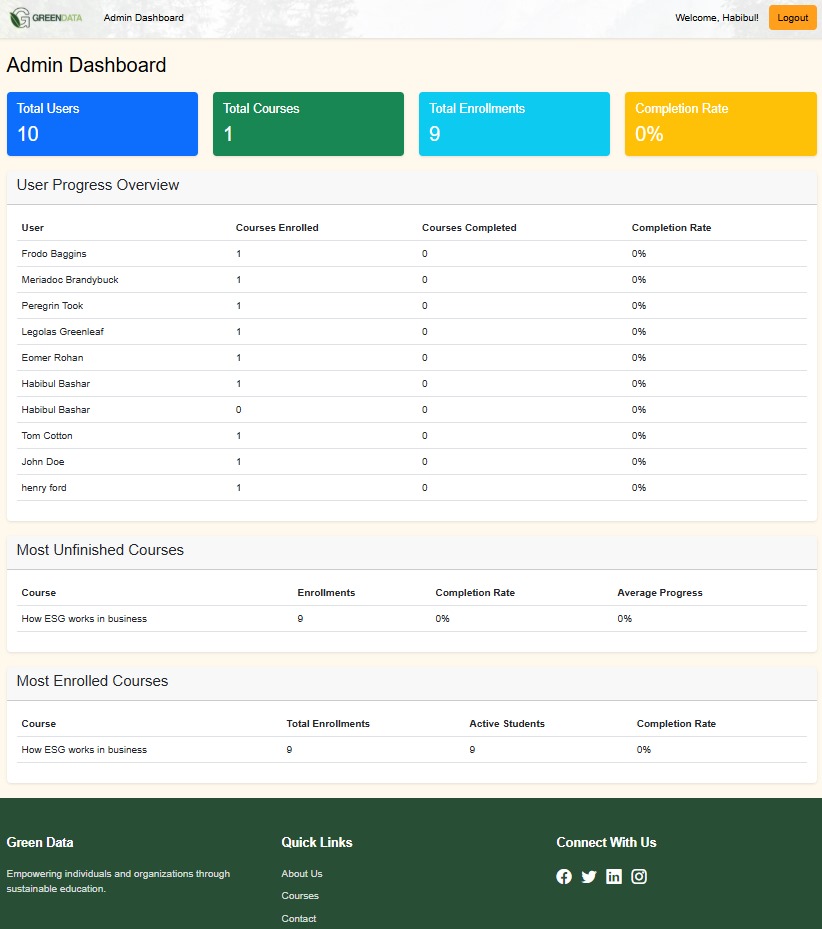 GREENDATA Admin Dashboard Welcome, Habibul! Logout
Admin Dashboard
Total Users Total Courses Total Enrollments Completion Rate
10 1 9 0%
User Progress Overview
User Courses Enrolled Courses Completed Completion Rate
Frodo Baggins 1 0 0%
Meriadoc Brandybuck 1 0 0%
Peregrin Took 1 0 0%
Legolas Greenleaf 1 0 0%
Eomer Rohan 1 0 0%
Habibul Bashar 1 0 0%
Habibul Bashar 0 0 0%
Tom Cotton 1 0 0%
John Doe 1 0 0%
henry ford 1 0 0%
Most Unfinished Courses
Course Enrollments Completion Rate Average Progress
How ESG works in business 9 0% 0%
Most Enrolled Courses
Course Total Enrollments Active Students Completion Rate
How ESG works in business 9 9 0%
Green Data Quick Links Connect With Us
Empowering individuals and organizations through About Us
sustainable education.
Courses
Contact